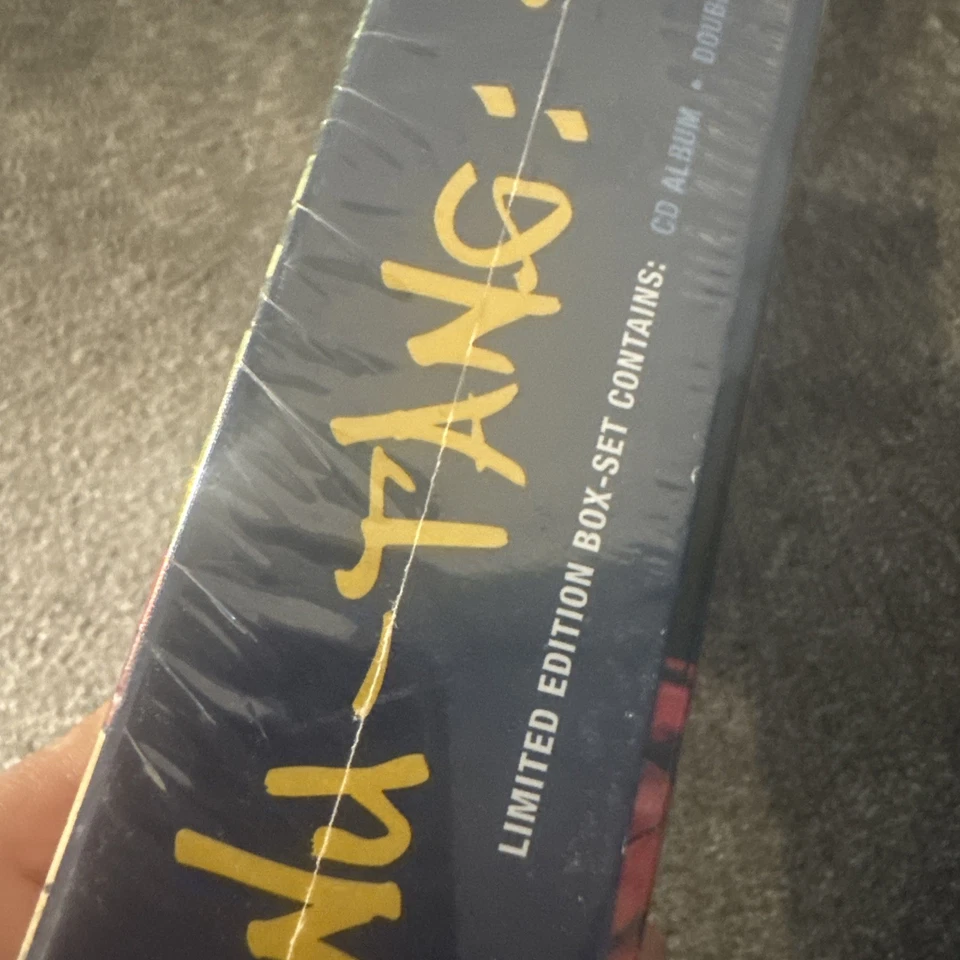 Wu-TANG:
LIMITED EDITION BOX-SET CONTAINS: CD ALBUM •